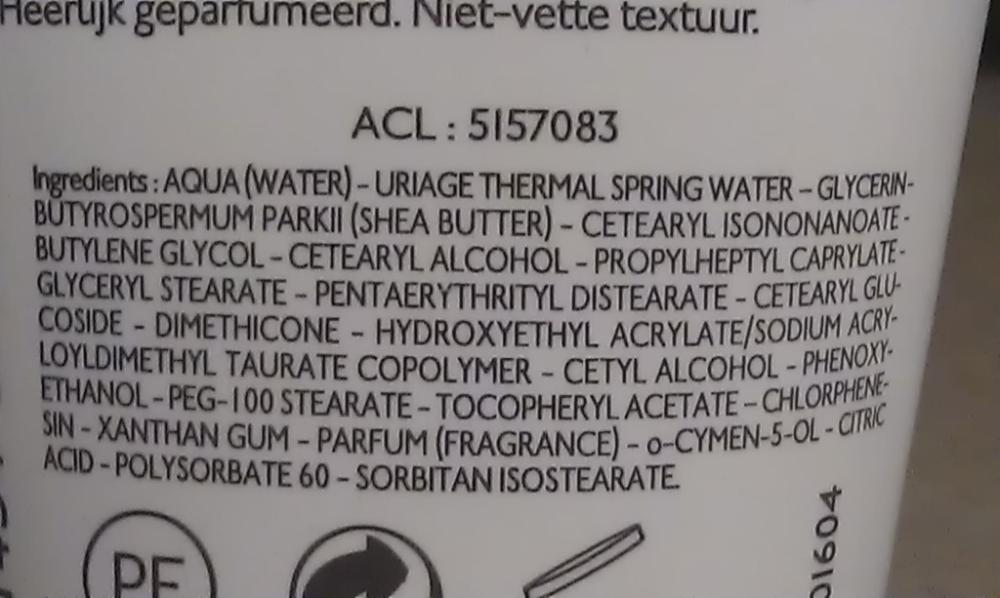 Heerlijk geparfumeerd. Niet-vette textuur.
ACL : 5157083
Ingredients : AQUA (WATER) - URIAGE THERMAL SPRING WATER - GLYCERIN-
BUTYROSPERMUM PARKII (SHEA BUTTER) - CETEARYL ISONONANOATE -
BUTYLENE GLYCOL - CETEARYL ALCOHOL - PROPYLHEPTYL CAPRYLATE -
GLYCERYL STEARATE - PENTAERYTHRITYL DISTEARATE - CETEARYL GLU-
COSIDE - DIMETHICONE - HYDROXYETHYL ACRYLATE/SODIUM ACRY-
LOYLDIMETHYL TAURATE COPOLYMER - CETYL ALCOHOL - PHENOXY-
ETHANOL - PEG-100 STEARATE - TOCOPHERYL ACETATE - CHLORPHENE-
SIN - XANTHAN GUM - PARFUM (FRAGRANCE) - o-CYMEN-5-OL - CITRIC
ACID - POLYSORBATE 60 - SORBITAN ISOSTEARATE.
PE
01604